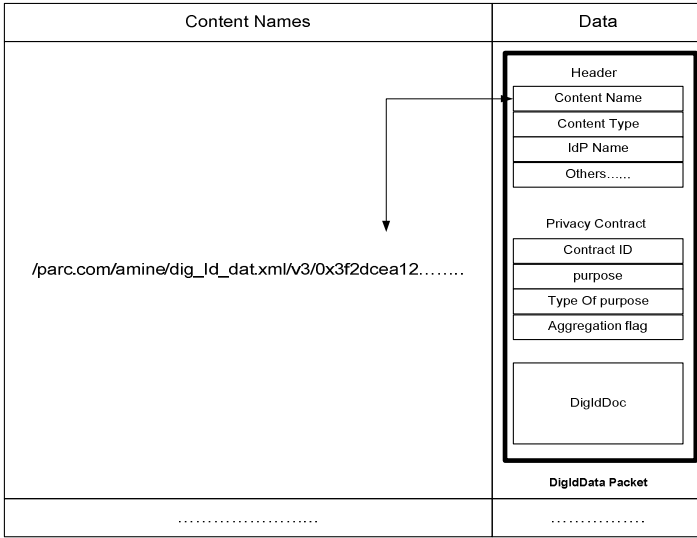 Content Names
Data
Header
Content Name
Content Type
IdP Name
Others......
Privacy Contract
/parc.com/amine/dig_Id_dat.xml/v3/0x3f2dcea12........
Contract ID
purpose
Type Of purpose
Aggregation flag
DigIdDoc
DigIdData Packet
........................
................